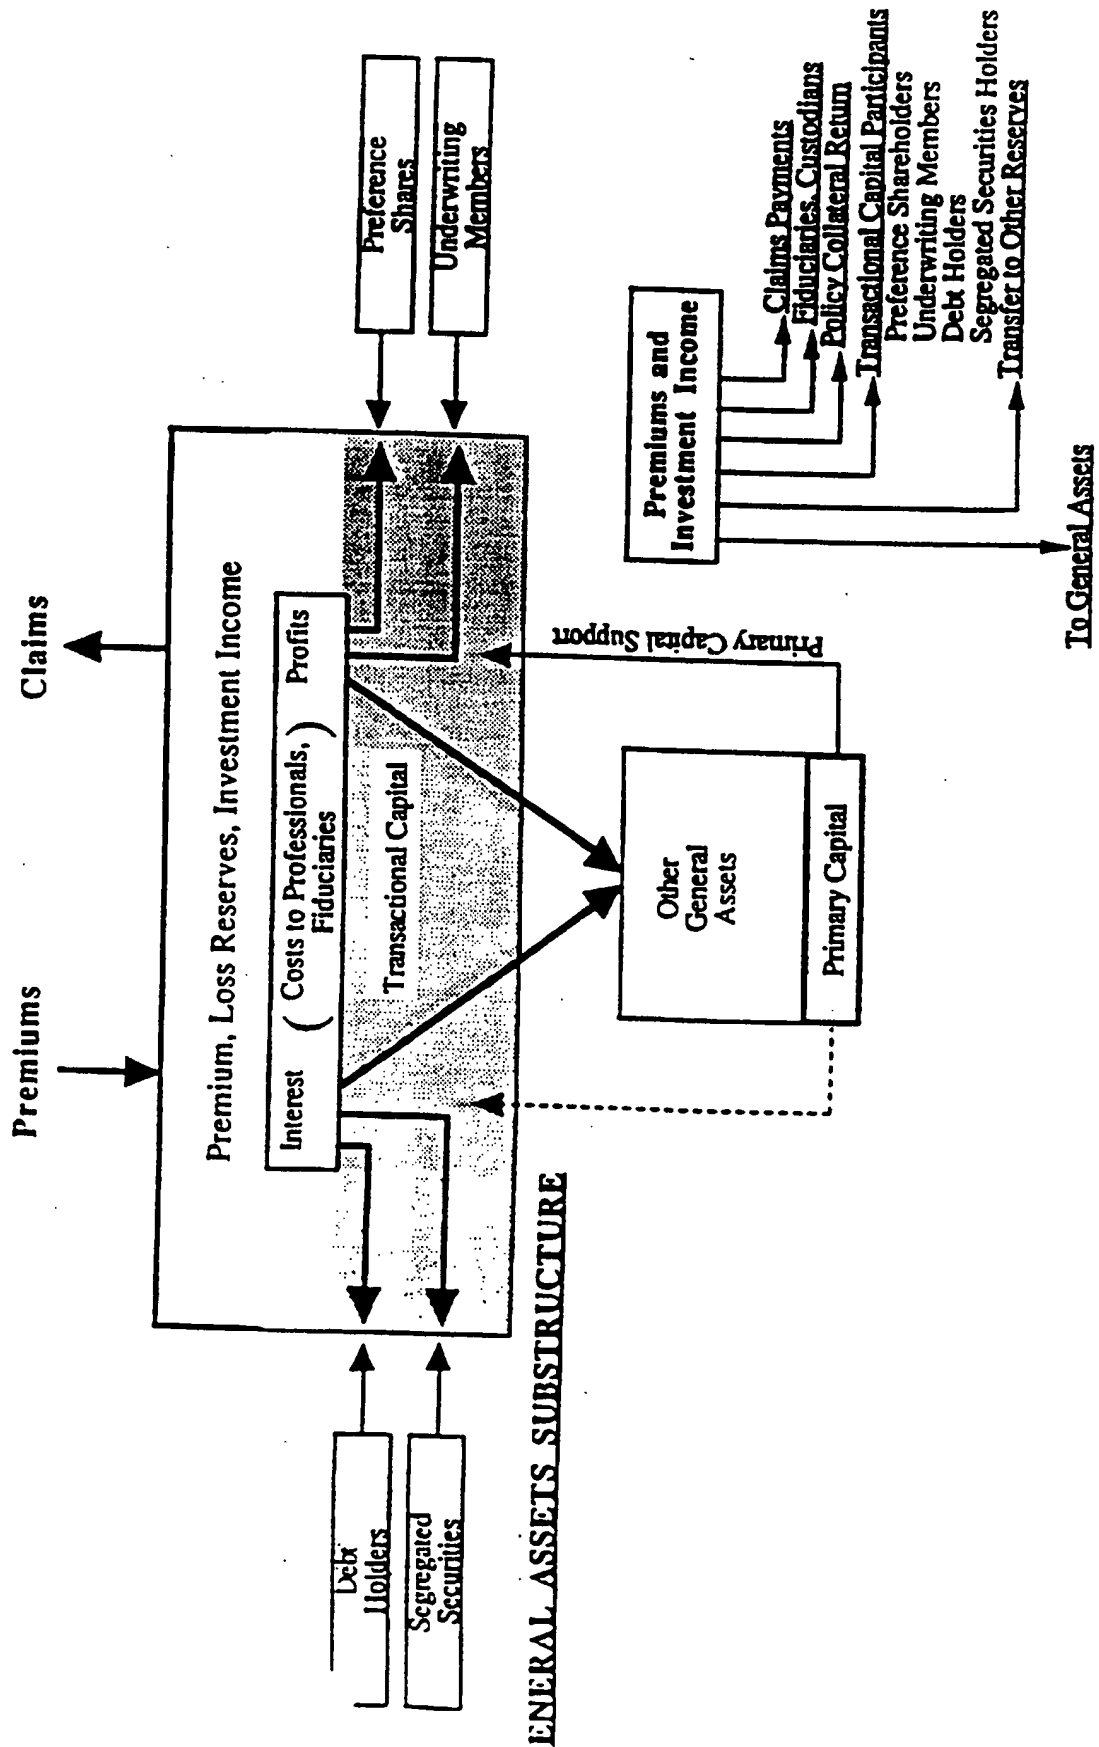 Premiums
Claims
Premium, Loss Reserves, Investment Income
Interest
( Costs to Professionals, )
Fiduciaries
Profits
Transactional Capital
Debt
Holders
Segregated
Securities
Preference
Shares
Underwriting
Members
Primary Capital Support
Other
General
Assets
Primary Capital
ENERAL ASSETS SUBSTRUCTURE
Premiums and
Investment Income
Claims Payments
Fiduciaries, Custodians
Policy Collateral Return
Transactional Capital Participants
Preference Shareholders
Underwriting Members
Debt Holders
Segregated Securities Holders
Transfer to Other Reserves
To General Assets